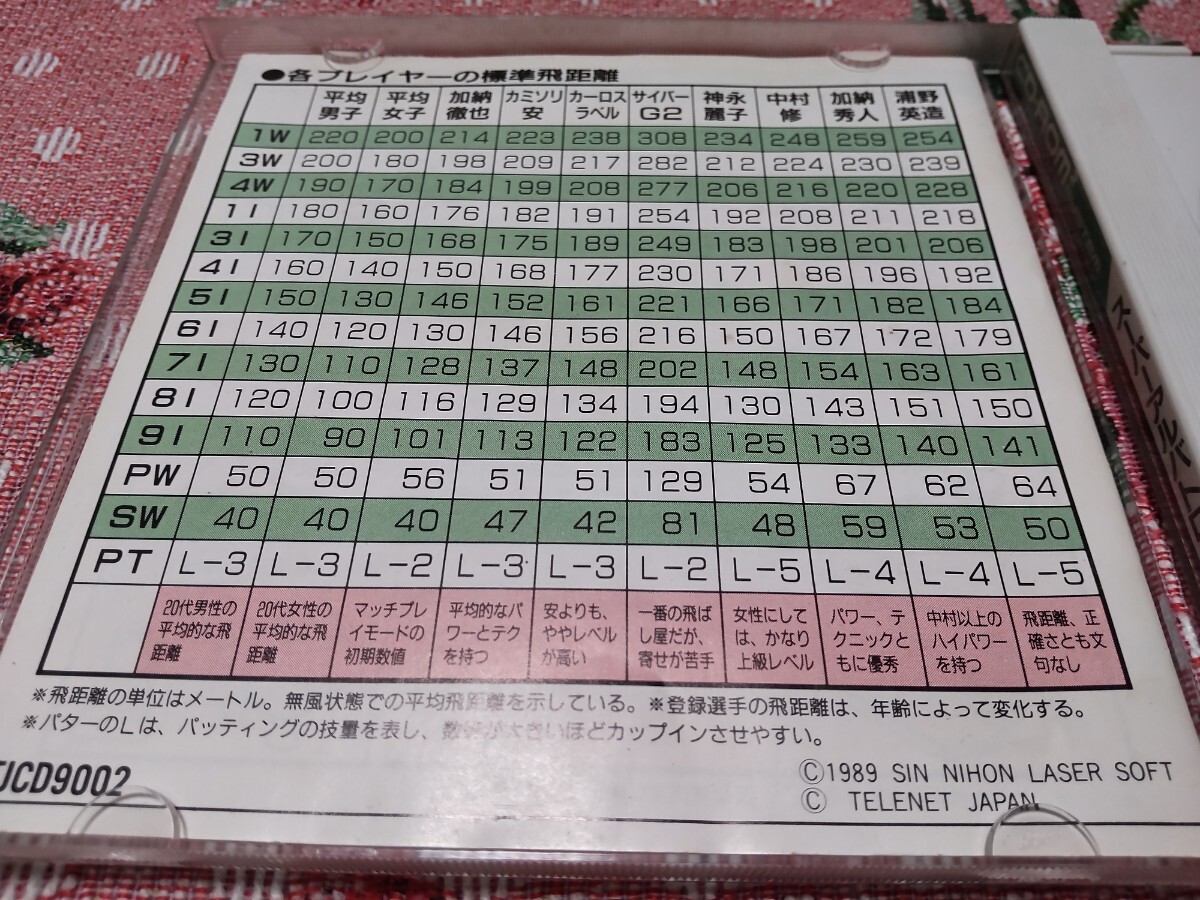 ●各プレイヤーの標準飛距離
平均男子 平均女子 加納徹也 カミソリ安 カーロスラベル サイバーG2 神永麗子 中村修 加納秀人 浦野英造
1W 220 200 214 223 238 308 234 248 259 254
3W 200 180 198 209 217 282 212 224 230 239
4W 190 170 184 199 208 277 206 216 220 228
1I 180 160 176 182 191 254 192 208 211 218
3I 170 150 168 175 189 249 183 198 201 206
4I 160 140 150 168 177 230 171 186 196 192
5I 150 130 146 152 161 221 166 171 182 184
6I 140 120 130 146 156 216 150 167 172 179
7I 130 110 128 137 148 202 148 154 163 161
8I 120 100 116 129 134 194 130 143 151 150
9I 110 90 101 113 122 183 125 133 140 141
PW 50 50 56 51 51 129 54 67 62 64
SW 40 40 40 47 42 81 48 59 53 50
PT L-3 L-3 L-2 L-3 L-3 L-2 L-5 L-4 L-4 L-5
20代男性の平均的な飛距離 20代女性の平均的な飛距離 マッチプレイモードの初期数値 平均的なパワーとテクを持つ 安よりも、ややレベルが高い 一番の飛ばし屋だが、寄せが苦手 女性にしては、かなり上級レベル パワー、テクニックともに優秀 中村以上のハイパワーを持つ 飛距離、正確さとも文句なし
※飛距離の単位はメートル。無風状態での平均飛距離を示している。※登録選手の飛距離は、年齢によって変化する。
※パターのLは、パッティングの技量を表し、数字が大きいほどカップインさせやすい。
TJCD9002
Ⓒ1989 SIN NIHON LASER SOFT
Ⓒ TELENET JAPAN